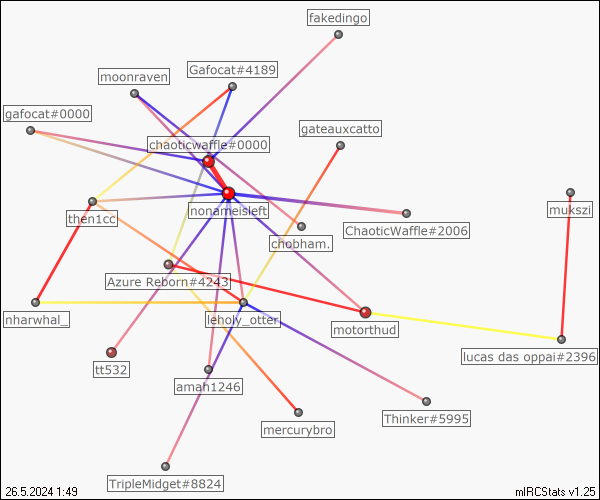 fakedingo
Gafocat#4189
moonraven
gafocat#0000
gateauxcatto
chaoticwaffle#0000
mukszi
nonameisleft
then1cc
ChaoticWaffle#2006
chobham.
Azure Reborn#4243
nharwhal_
leholy_otter
motorthud
lucas das oppai#2396
tt532
amah1246
Thinker#5995
mercurybro
TripleMidget#8824
26.5.2024 1:49
mIRCStats v1.25